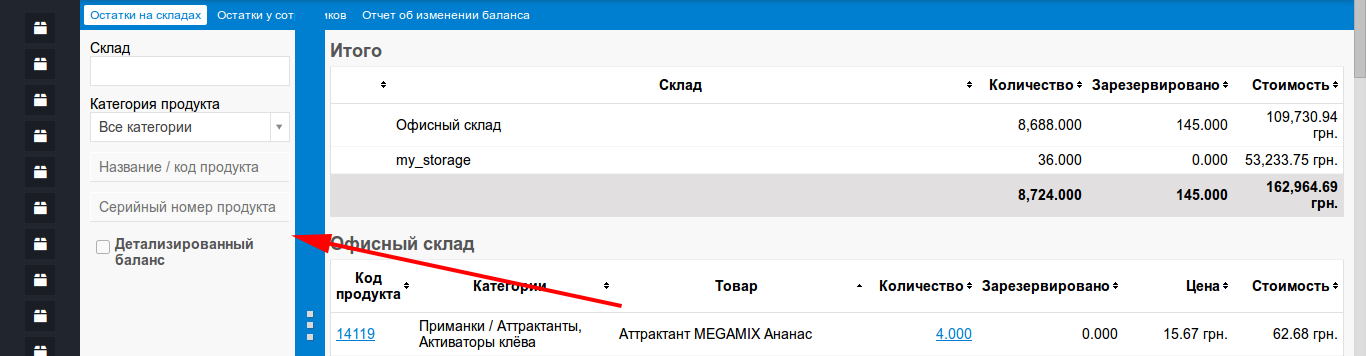 Остатки на складах Остатки у сот иков Отчет об изменении баланса
Склад
Категория продукта
Все категории
Название / код продукта
Серийный номер продукта
Детализированный
баланс
Итого
Склад Количество Зарезервировано Стоимость
Офисный склад 8,688.000 145.000 109,730.94
грн.
my_storage 36.000 0.000 53,233.75 грн.
8,724.000 145.000 162,964.69
грн.
Офисный склад
Код
продукта Категории Товар Количество Зарезервировано Цена Стоимость
14119 Приманки / Аттрактанты,
Активаторы клёва Аттрактант MEGAMIX Ананас 4.000 0.000 15.67 грн. 62.68 грн.